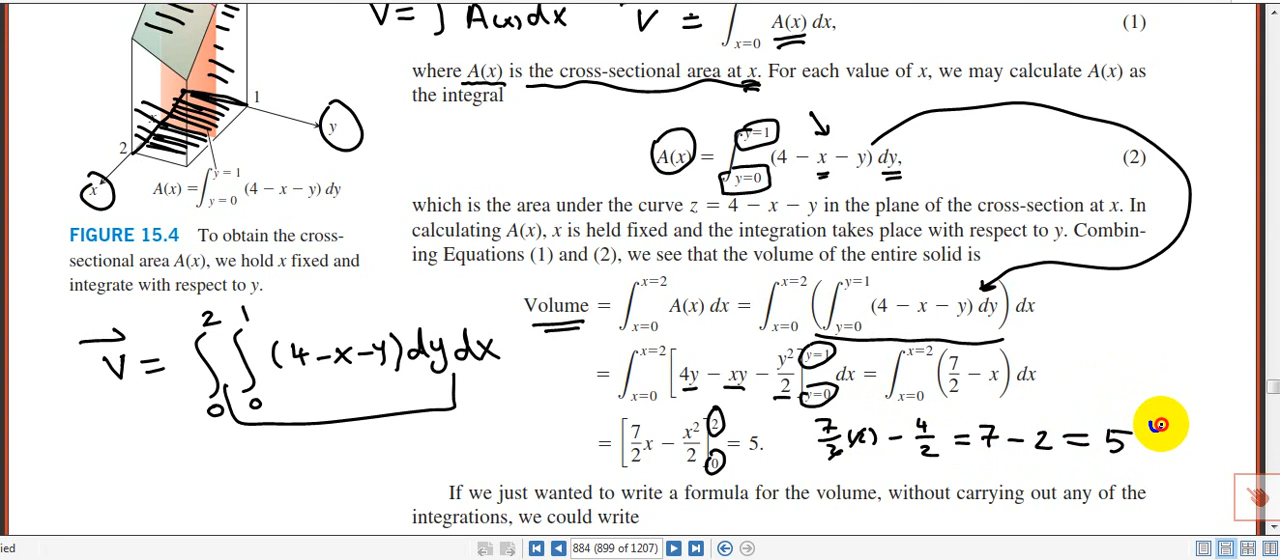 V = ∫ A(x) dx V = ∫ x=0 A(x) dx, (1)
where A(x) is the cross-sectional area at x. For each value of x, we may calculate A(x) as
the integral
1
y
2
x
A(x) = ∫ y=0 y=1 (4 − x − y) dy, (2)
A(x) = ∫ y=0 y=1 (4 − x − y) dy
which is the area under the curve z = 4 − x − y in the plane of the cross-section at x. In
calculating A(x), x is held fixed and the integration takes place with respect to y. Combin-
ing Equations (1) and (2), we see that the volume of the entire solid is
FIGURE 15.4 To obtain the cross-
sectional area A(x), we hold x fixed and
integrate with respect to y.
Volume = ∫ x=0 x=2 A(x) dx = ∫ x=0 x=2 ( ∫ y=0 y=1 (4 − x − y) dy ) dx
V = ∫ 0 2 ∫ 0 1 (4-x-y) dy dx
= ∫ x=0 x=2 [ 4y − xy − y²/2 ] y=0 y=1 dx = ∫ x=0 x=2 ( 7/2 − x ) dx
= [ 7/2 x − x²/2 ] 0 2 = 5. 7/2 (2) − 4/2 = 7 − 2 = 5
If we just wanted to write a formula for the volume, without carrying out any of the
integrations, we could write
ied
884 (899 of 1207)